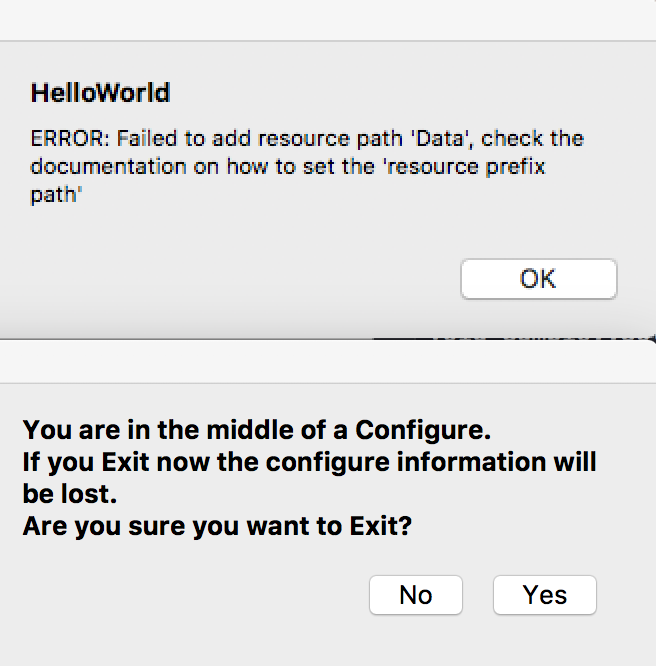 HelloWorld
ERROR: Failed to add resource path 'Data', check the
documentation on how to set the 'resource prefix
path'
OK
You are in the middle of a Configure.
If you Exit now the configure information will
be lost.
Are you sure you want to Exit?
No Yes